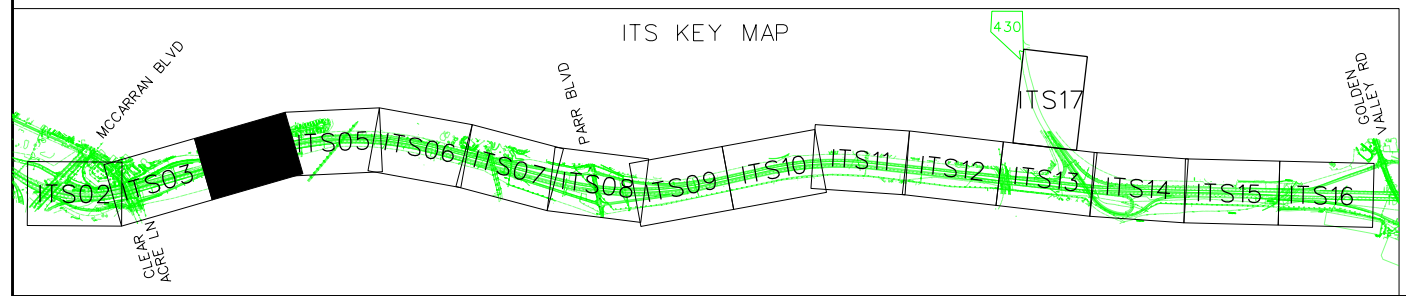 ITS KEY MAP
430
MCCARRAN BLVD
PARR BLVD
GOLDEN
VALLEY RD
ITS17
ITS02
ITS03
ITS05
ITS06
ITS07
ITS08
ITS09
ITS10
ITS11
ITS12
ITS13
ITS14
ITS15
ITS16
CLEAR
ACRE LN